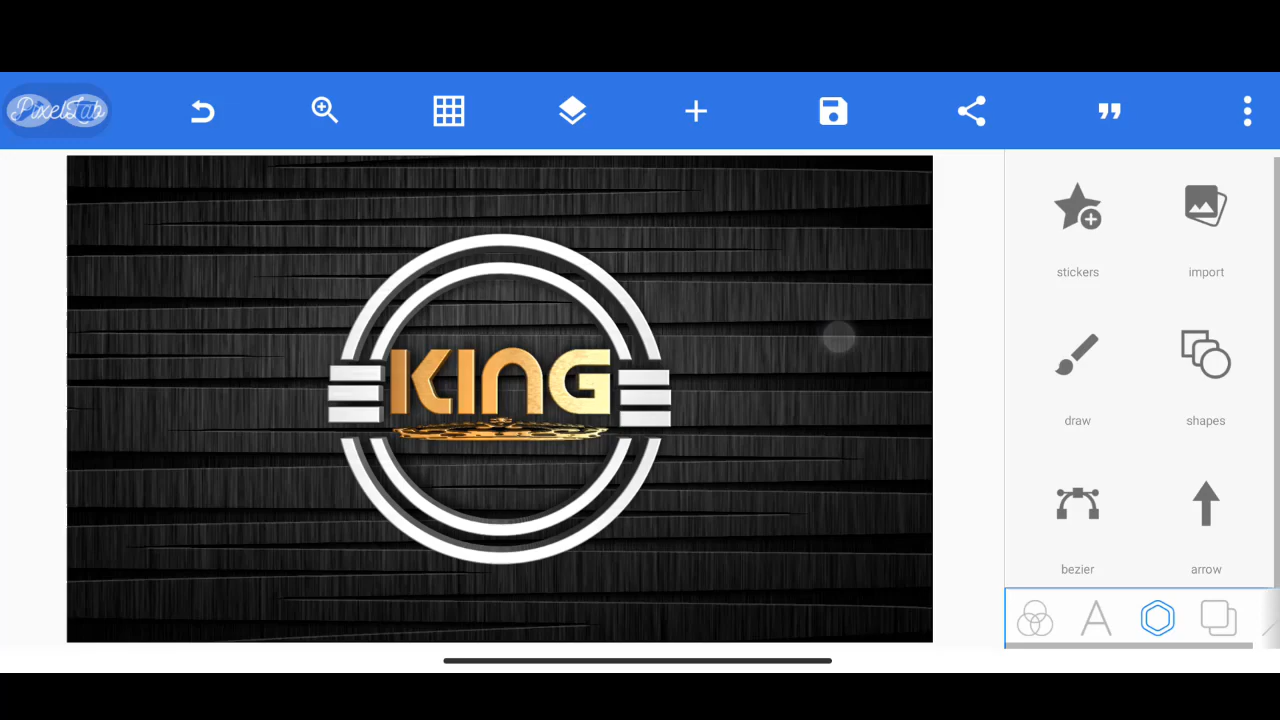 PixelLab
KING
stickers
import
draw
shapes
bezier
arrow